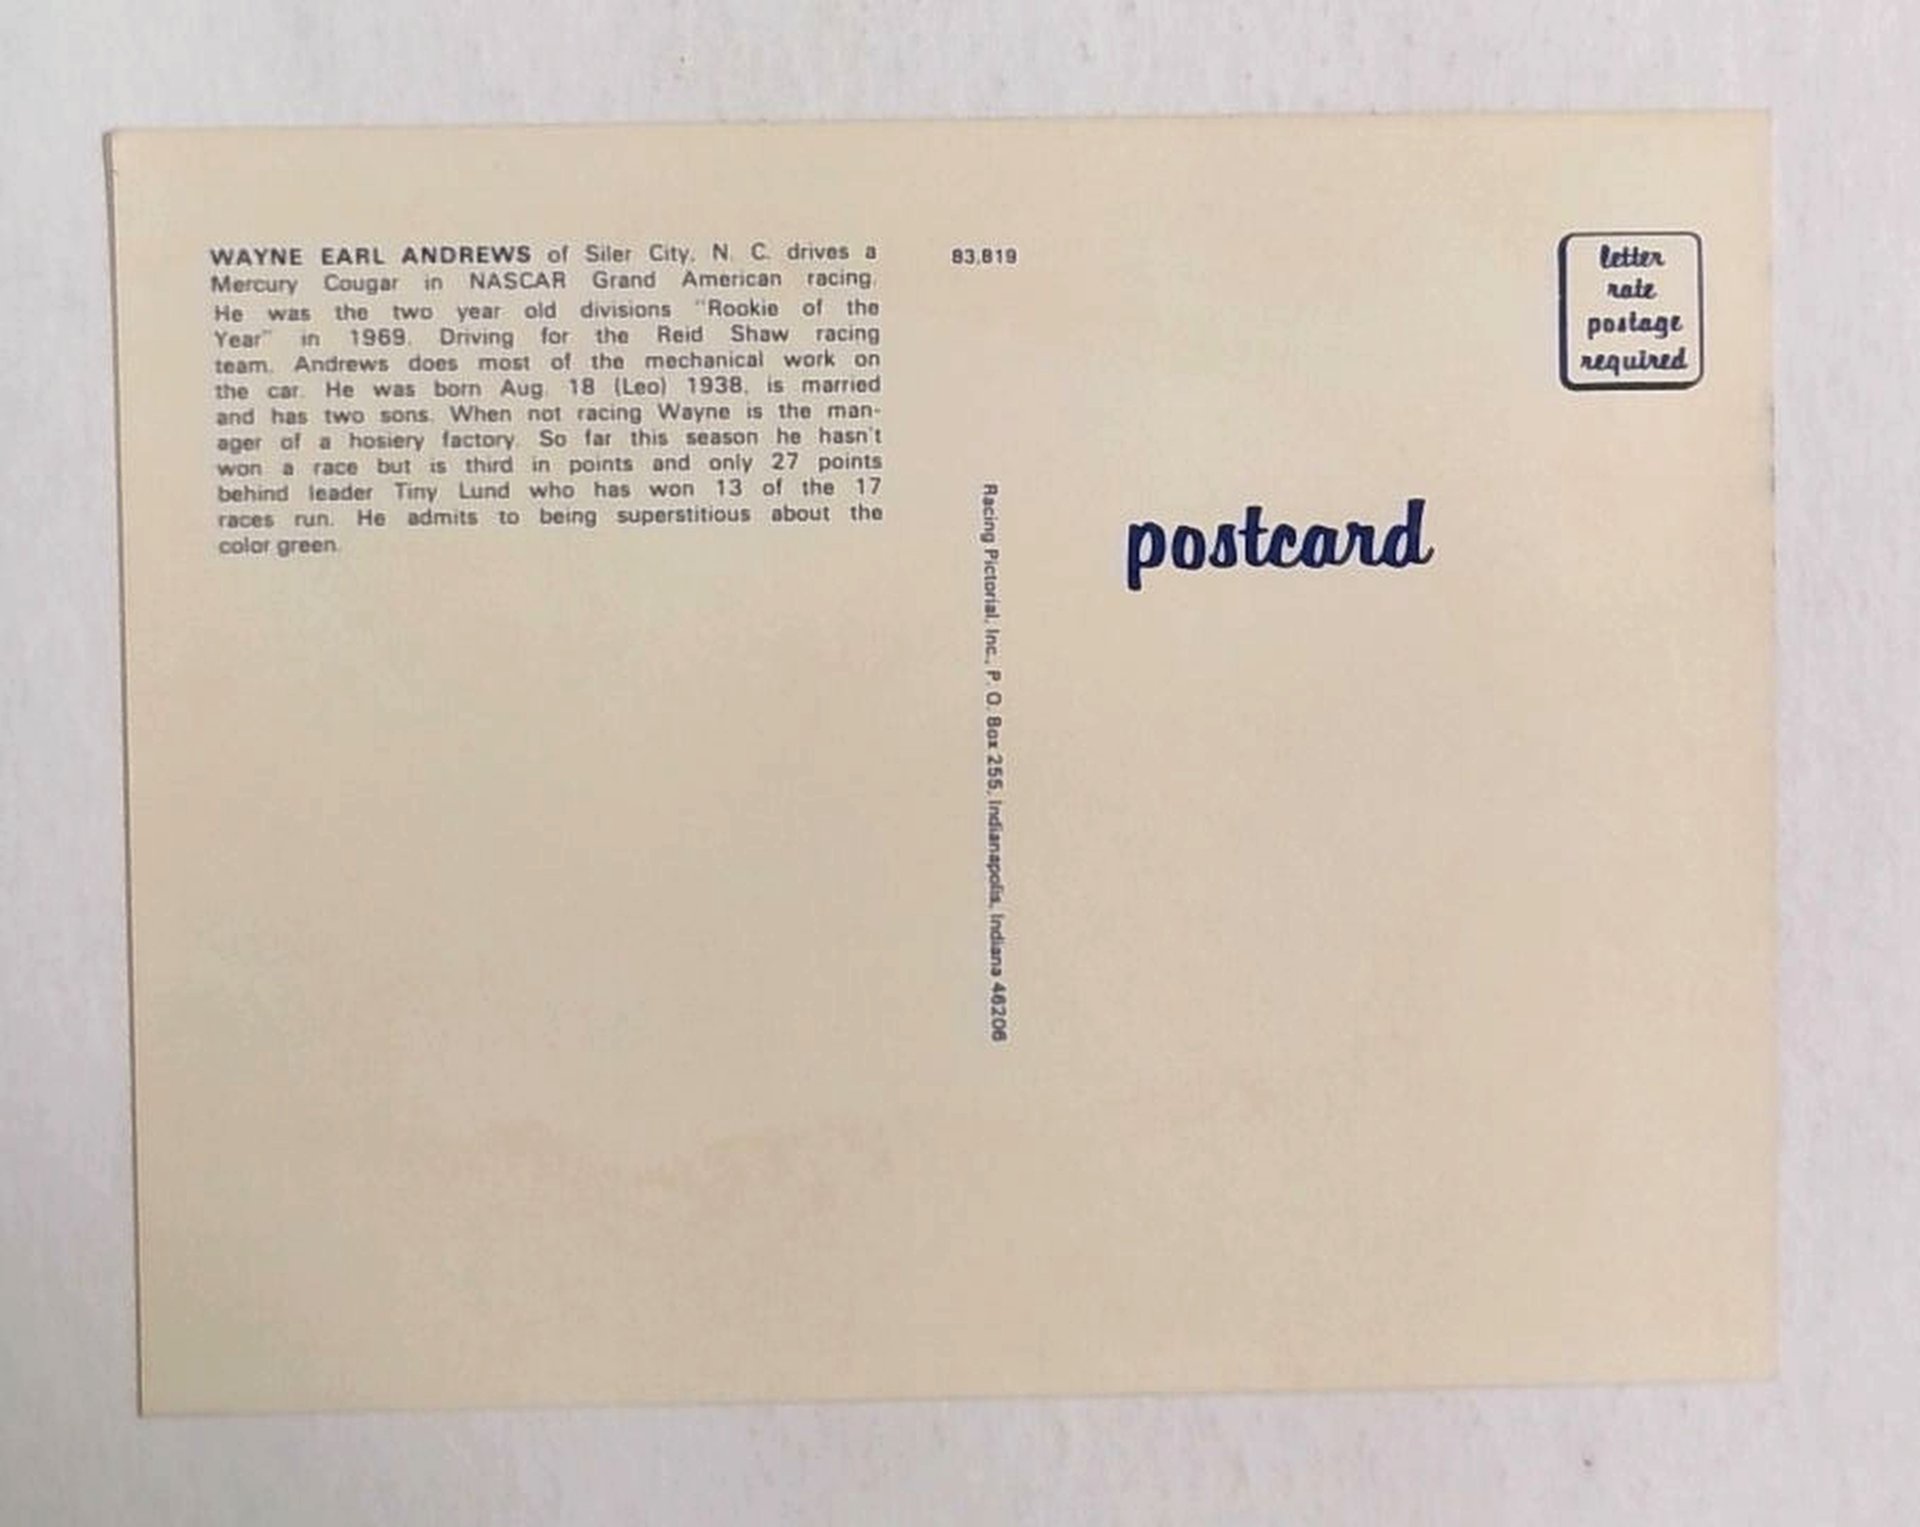 WAYNE EARL ANDREWS of Siler City, N. C. drives a
Mercury Cougar in NASCAR Grand American racing.
He was the two year old divisions "Rookie of the
Year" in 1969. Driving for the Reid Shaw racing
team. Andrews does most of the mechanical work on
the car. He was born Aug. 18 (Leo) 1938, is married
and has two sons. When not racing Wayne is the man-
ager of a hosiery factory. So far this season he hasn't
won a race but is third in points and only 27 points
behind leader Tiny Lund who has won 13 of the 17
races run. He admits to being superstitious about the
color green.
83,819
Racing Pictorial, Inc., P. O. Box 255, Indianapolis, Indiana 46206
letter
rate
postage
required
postcard